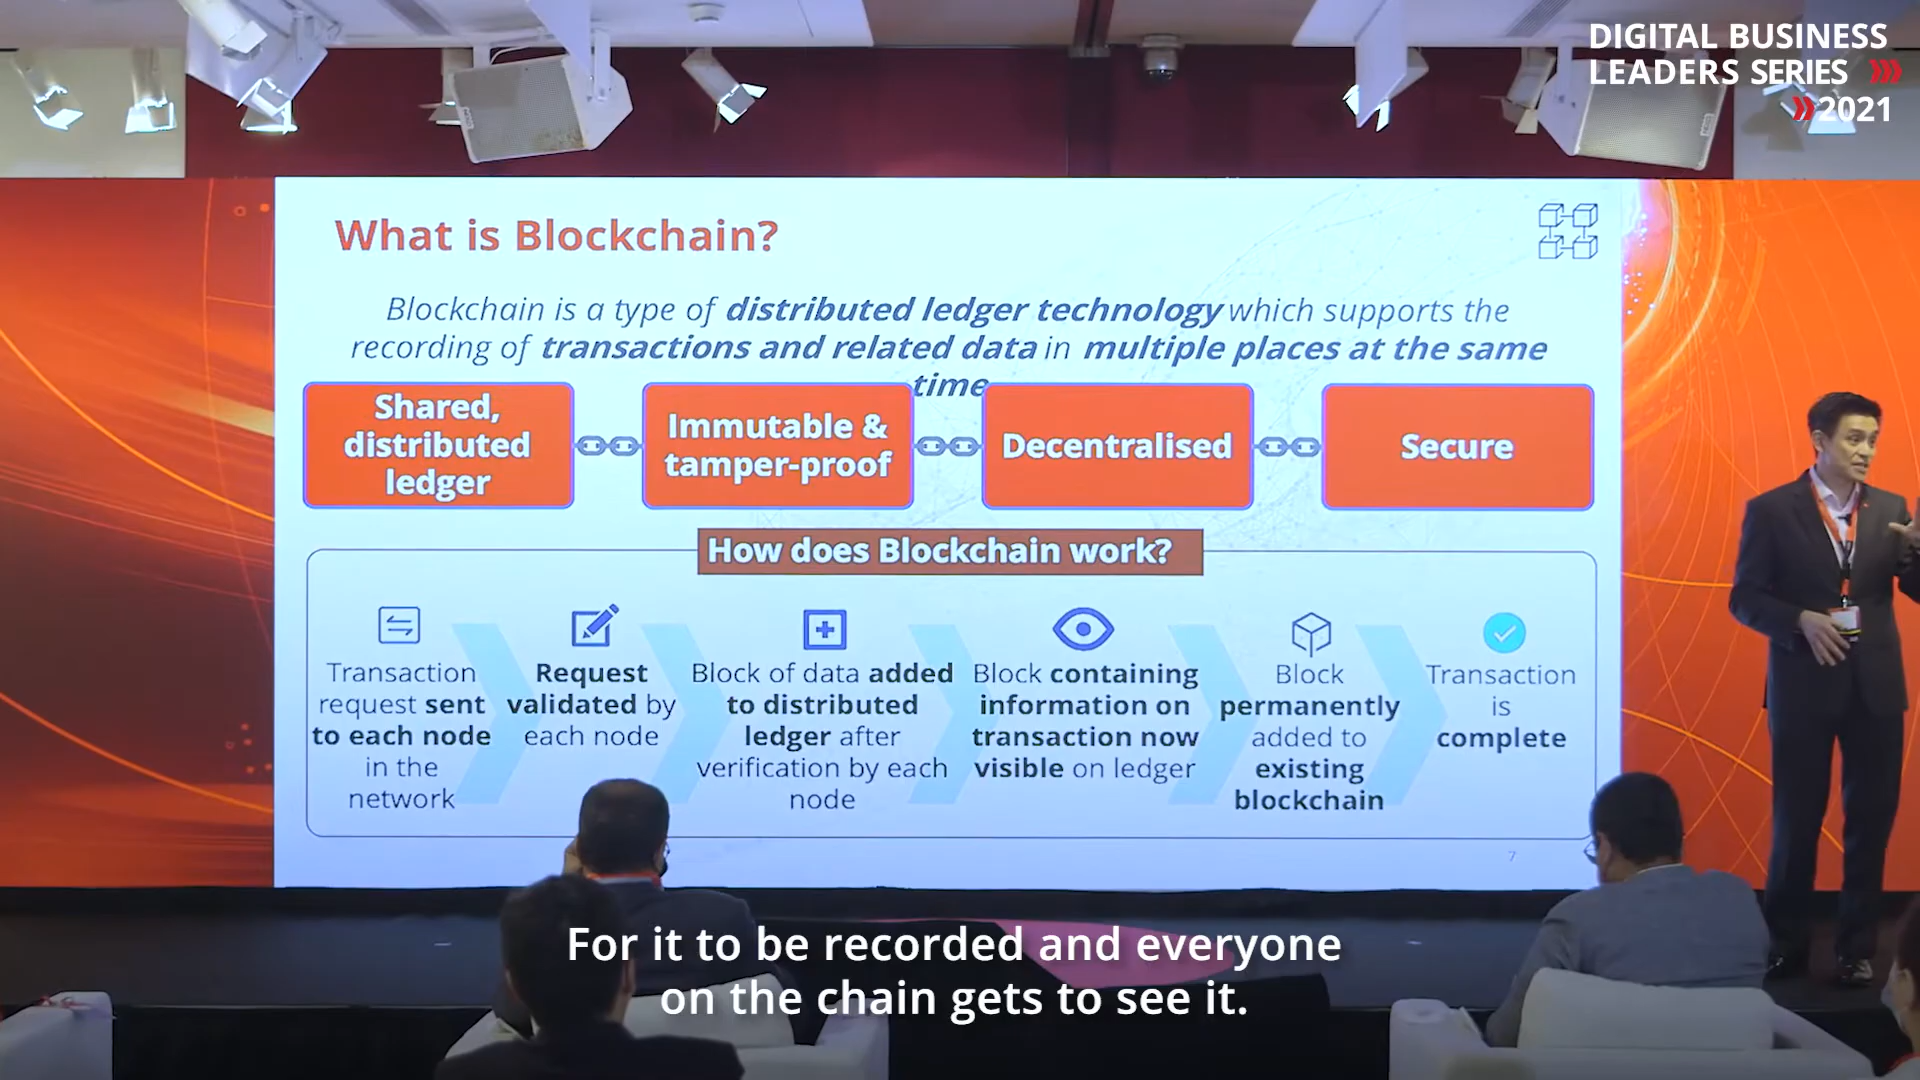 DIGITAL BUSINESS
LEADERS SERIES
2021
What is Blockchain?
Blockchain is a type of distributed ledger technology which supports the
recording of transactions and related data in multiple places at the same
time
Shared,
distributed
ledger
Immutable &
tamper-proof
Decentralised
Secure
How does Blockchain work?
Transaction
request sent
to each node
in the
network
Request
validated by
each node
Block of data added
to distributed
ledger after
verification by each
node
Block containing
information on
transaction now
visible on ledger
Block
permanently
added to
existing
blockchain
Transaction
is
complete
7
For it to be recorded and everyone
on the chain gets to see it.